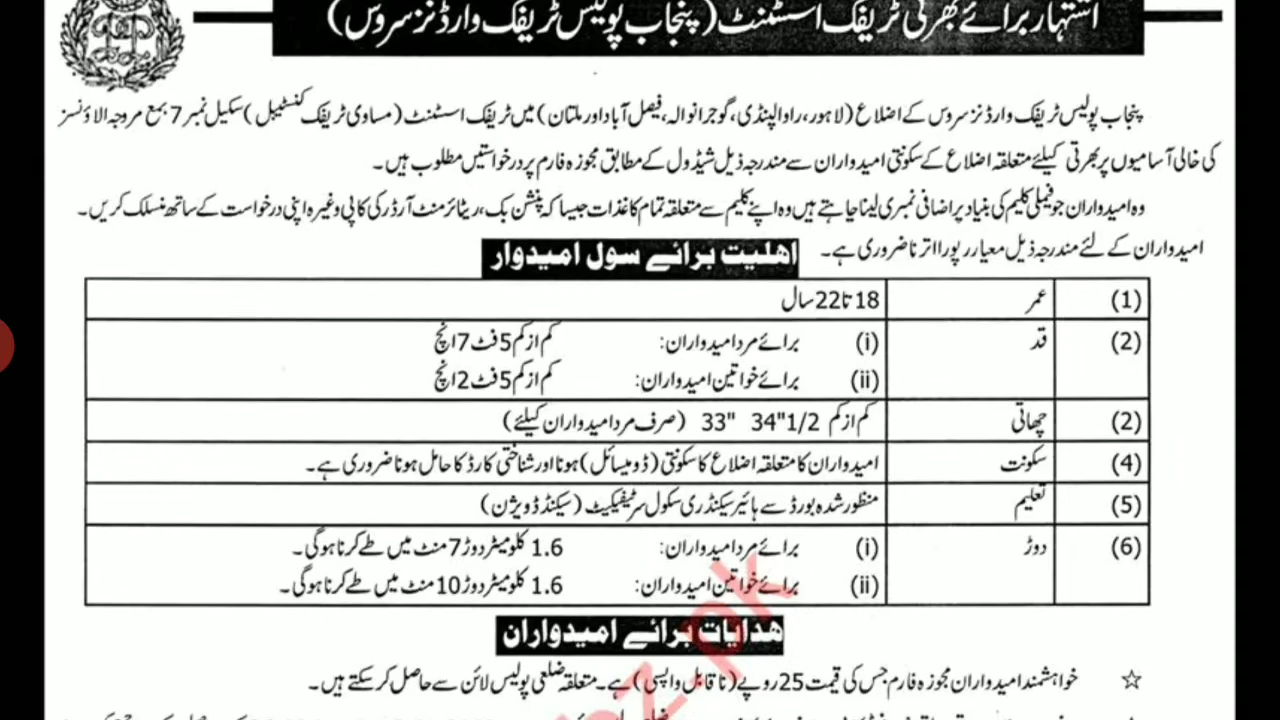 اشتہار برائے بھرتی ٹریفک اسسٹنٹ (پنجاب پولیس ٹریفک وارڈنز سروس)
پنجاب پولیس ٹریفک وارڈنز سروس کے اضلاع (لاہور، راولپنڈی، گوجرانوالہ، فیصل آباد اور ملتان) میں ٹریفک اسسٹنٹ (مساوی ٹریفک کنسٹیبل) سکیل نمبر 7 بمع مروجہ الاؤنسز
کی خالی آسامیوں پر بھرتی کیلئے متعلقہ اضلاع کے سکونتی امیدواران سے مندرجہ ذیل شیڈول کے مطابق مجوزہ فارم پر درخواستیں مطلوب ہیں۔
وہ امیدواران جو فیملی کلیم کی بنیاد پر اضافی نمبری لینا چاہتے ہیں وہ اپنے کلیم سے متعلقہ تمام کاغذات جیسا کہ پنشن بک، ریٹائرمنٹ آرڈر کی کاپی وغیرہ اپنی درخواست کے ساتھ منسلک کریں۔
امیدواران کے لئے مندرجہ ذیل معیار پر پورا اترنا ضروری ہے۔
اهلیت برائے سول امیدوار
(1) عمر 18 تا 22 سال
(2) قد (i) برائے مرد امیدواران: کم از کم 5 فٹ 7 انچ
(ii) برائے خواتین امیدواران: کم از کم 5 فٹ 2 انچ
(2) چھاتی کم از کم 33" 34"1/2 (صرف مرد امیدواران کیلئے)
(4) سکونت امیدواران کا متعلقہ اضلاع کا سکونتی (ڈومیسائل) ہونا اور شناختی کارڈ کا حامل ہونا ضروری ہے۔
(5) تعلیم منظور شدہ بورڈ سے ہائیر سیکنڈری سکول سرٹیفکیٹ (سیکنڈ ڈویژن)
(6) دوڑ (i) برائے مرد امیدواران: 1.6 کلومیٹر دوڑ 7 منٹ میں طے کرنا ہوگی۔
(ii) برائے خواتین امیدواران: 1.6 کلومیٹر دوڑ 10 منٹ میں طے کرنا ہوگی۔
هدایات برائے امیدواران
☆ خواہشمند امیدواران مجوزہ فارم جس کی قیمت 25 روپے (ناقابل واپسی) ہے۔ متعلقہ ضلعی پولیس لائن سے حاصل کر سکتے ہیں۔